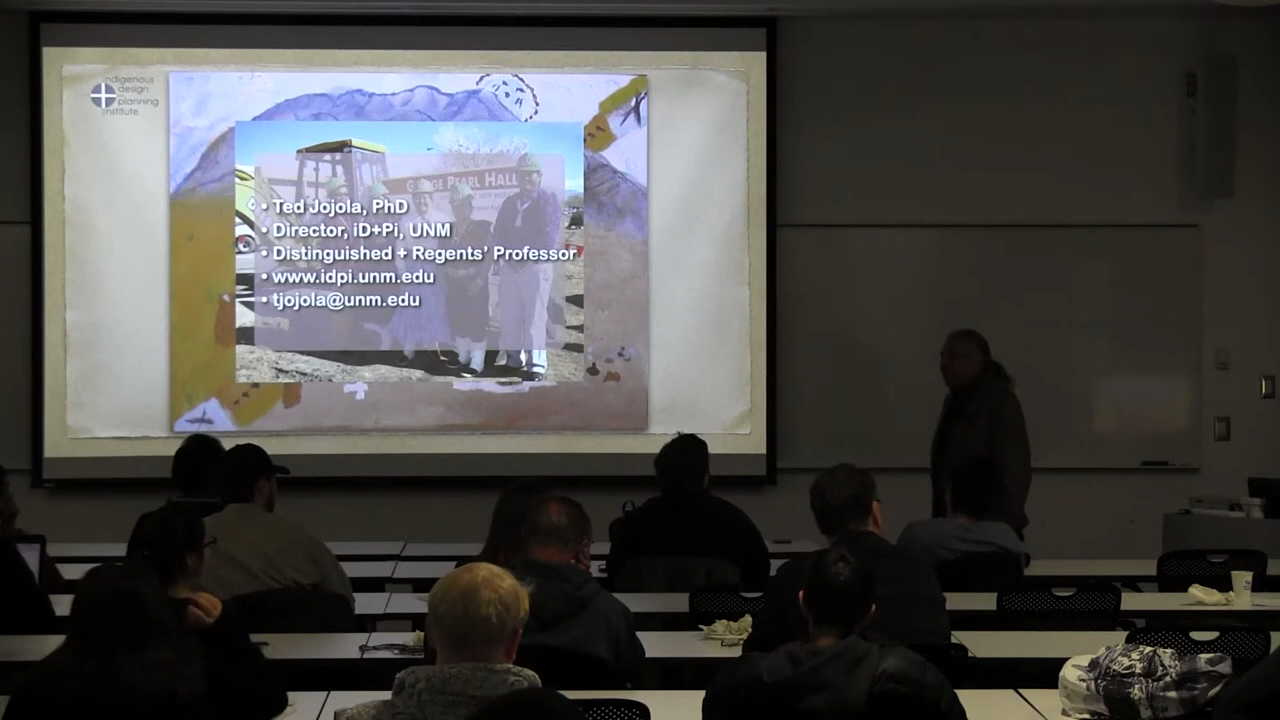 indigenous
design
planning
institute
GEORGE PEARL HALL
• Ted Jojola, PhD
• Director, iD+Pi, UNM
• Distinguished + Regents' Professor
• www.idpi.unm.edu
• tjojola@unm.edu